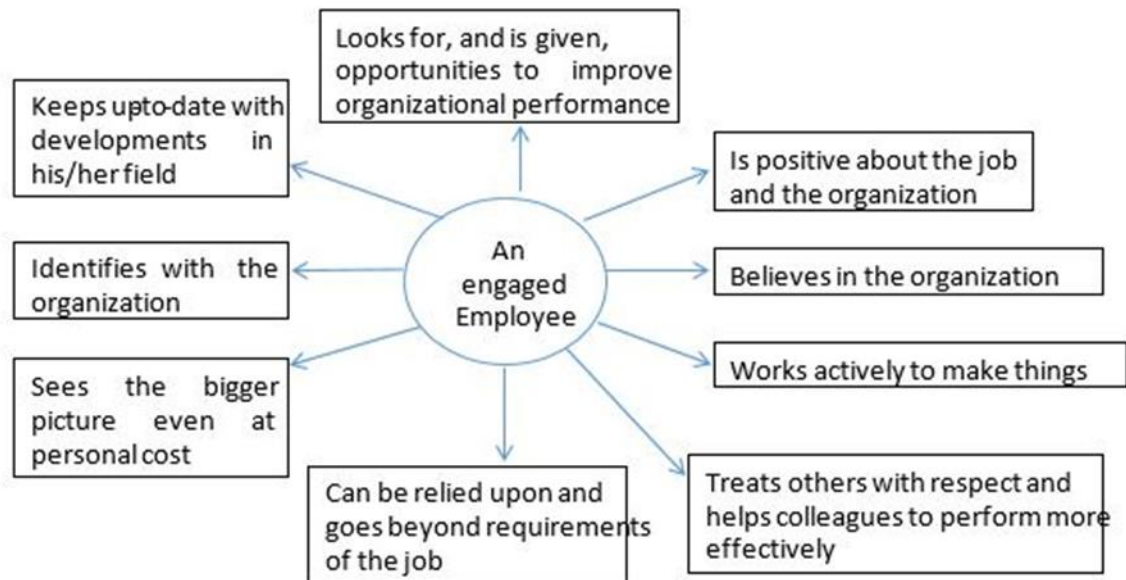 Looks for, and is given,
opportunities to improve
organizational performance
Keeps upto-date with
developments in
his/her field
Is positive about the job
and the organization
An
engaged
Employee
Identifies with the
organization
Believes in the organization
Sees the bigger
picture even at
personal cost
Works actively to make things
Can be relied upon and
goes beyond requirements
of the job
Treats others with respect and
helps colleagues to perform more
effectively